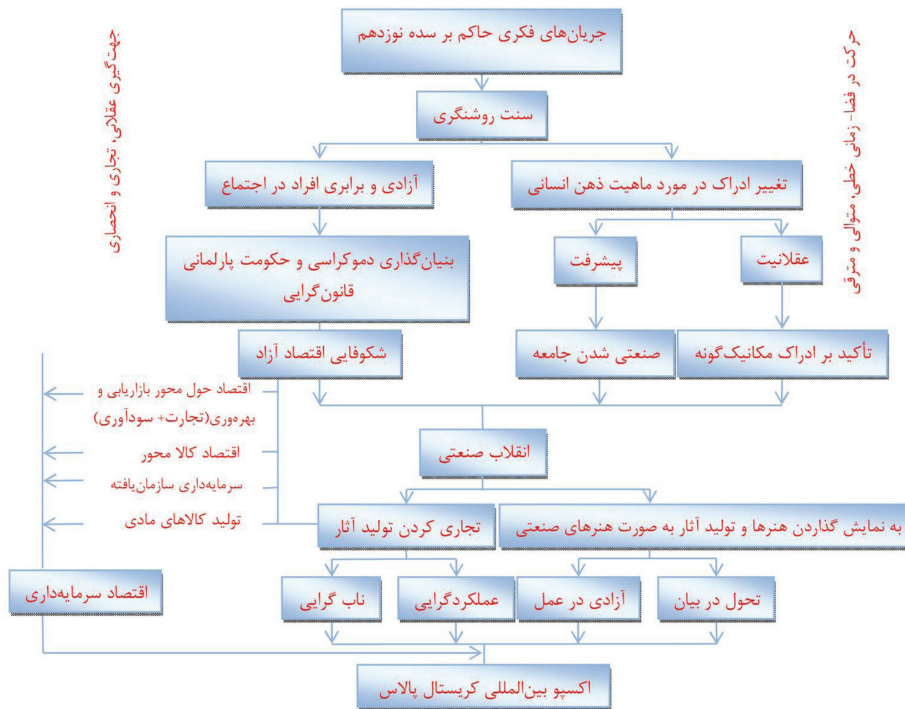 جریان‌های فکری حاکم بر سده نوزدهم
حرکت در فضا- زمانی خطی، متوالی و مترقی
جهت‌گیری عقلانی، تجاری و انحصاری
سنت روشنگری
تغییر ادراک در مورد ماهیت ذهن انسانی
آزادی و برابری افراد در اجتماع
عقلانیت
پیشرفت
بنیان‌گذاری دموکراسی و حکومت پارلمانی
قانون‌گرایی
تأکید بر ادراک مکانیک‌گونه
صنعتی شدن جامعه
شکوفایی اقتصاد آزاد
اقتصاد حول محور بازاریابی و
بهره‌وری(تجارت+ سودآوری)
اقتصاد کالا محور
سرمایه‌داری سازمان‌یافته
تولید کالاهای مادی
انقلاب صنعتی
به نمایش گذاردن هنرها و تولید آثار به صورت هنرهای صنعتی
تجاری کردن تولید آثار
تحول در بیان
آزادی در عمل
عملکردگرایی
ناب گرایی
اقتصاد سرمایه‌داری
اکسپو بین‌المللی کریستال پالاس